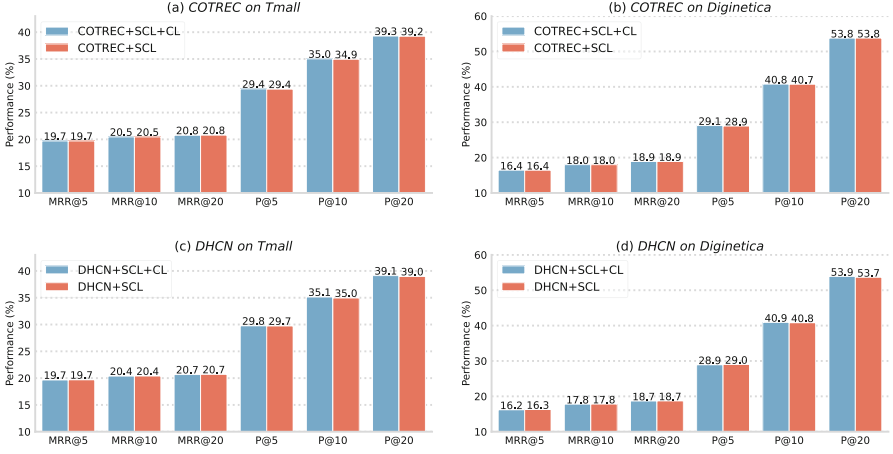 (a) COTREC on Tmall
COTREC+SCL+CL
COTREC+SCL
Performance (%)
40
35
30
25
20
15
10
19.7 19.7
20.5 20.5
20.8 20.8
29.4 29.4
35.0 34.9
39.3 39.2
MRR@5 MRR@10 MRR@20 P@5 P@10 P@20
(b) COTREC on Diginetica
COTREC+SCL+CL
COTREC+SCL
Performance (%)
60
50
40
30
20
10
16.4 16.4
18.0 18.0
18.9 18.9
29.1 28.9
40.8 40.7
53.8 53.8
MRR@5 MRR@10 MRR@20 P@5 P@10 P@20
(c) DHCN on Tmall
DHCN+SCL+CL
DHCN+SCL
Performance (%)
40
35
30
25
20
15
10
19.7 19.7
20.4 20.4
20.7 20.7
29.8 29.7
35.1 35.0
39.1 39.0
MRR@5 MRR@10 MRR@20 P@5 P@10 P@20
(d) DHCN on Diginetica
DHCN+SCL+CL
DHCN+SCL
Performance (%)
60
50
40
30
20
10
16.2 16.3
17.8 17.8
18.7 18.7
28.9 29.0
40.9 40.8
53.9 53.7
MRR@5 MRR@10 MRR@20 P@5 P@10 P@20